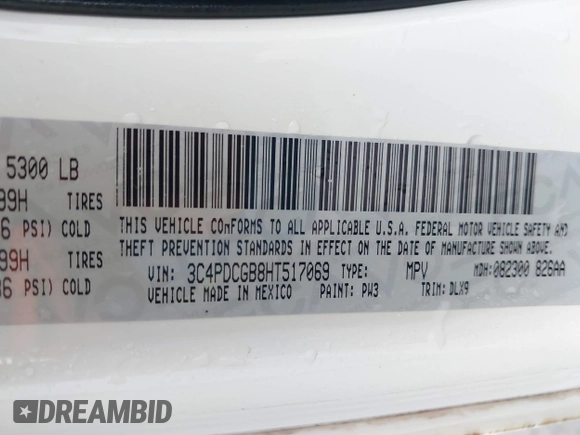 5300 LB
99H TIRES
6 PSI) COLD
99H TIRES
36 PSI) COLD
THIS VEHICLE CONFORMS TO ALL APPLICABLE U.S.A. FEDERAL MOTOR VEHICLE SAFETY AND
THEFT PREVENTION STANDARDS IN EFFECT ON THE DATE OF MANUFACTURE SHOWN ABOVE.
VIN: 3C4PDCGB8HT517069 TYPE: MPV MDH: 082300 826AA
VEHICLE MADE IN MEXICO PAINT: PW3 TRIM: DLX9
DREAMBID